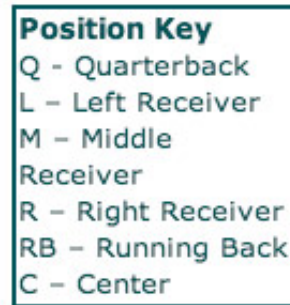 Position Key
Q - Quarterback
L – Left Receiver
M – Middle
Receiver
R – Right Receiver
RB – Running Back
C – Center